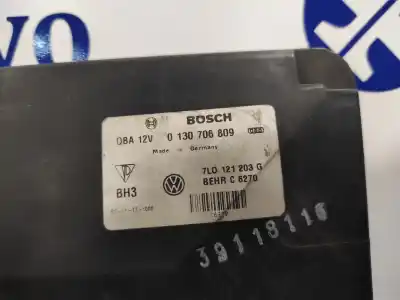 BOSCH
DBA 12V 0 130 706 809
Made in Germany
7L0 121 203 G
BH3
BEHR C 6270
39118116